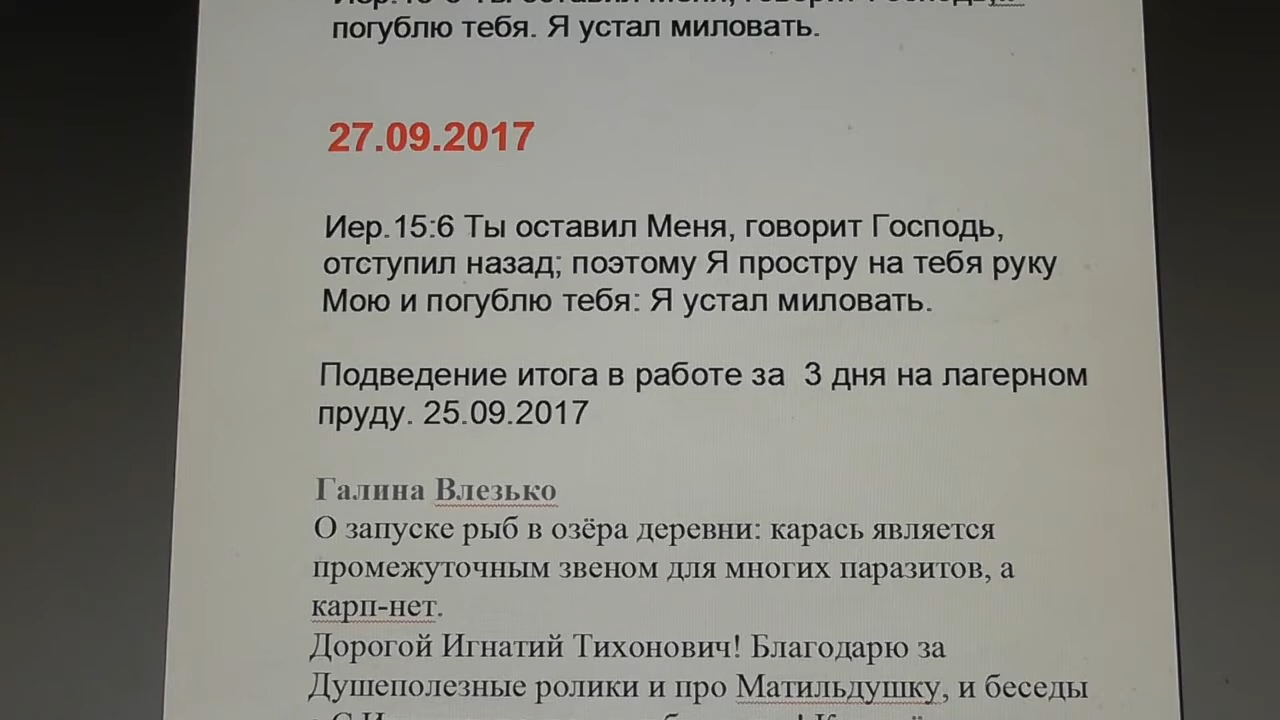 погублю тебя. Я устал миловать.
27.09.2017
Иер.15:6 Ты оставил Меня, говорит Господь,
отступил назад; поэтому Я простру на тебя руку
Мою и погублю тебя: Я устал миловать.
Подведение итога в работе за  3 дня на лагерном
пруду. 25.09.2017
Галина Влезько
О запуске рыб в озёра деревни: карась является
промежуточным звеном для многих паразитов, а
карп-нет.
Дорогой Игнатий Тихонович! Благодарю за
Душеполезные ролики и про Матильдушку, и беседы